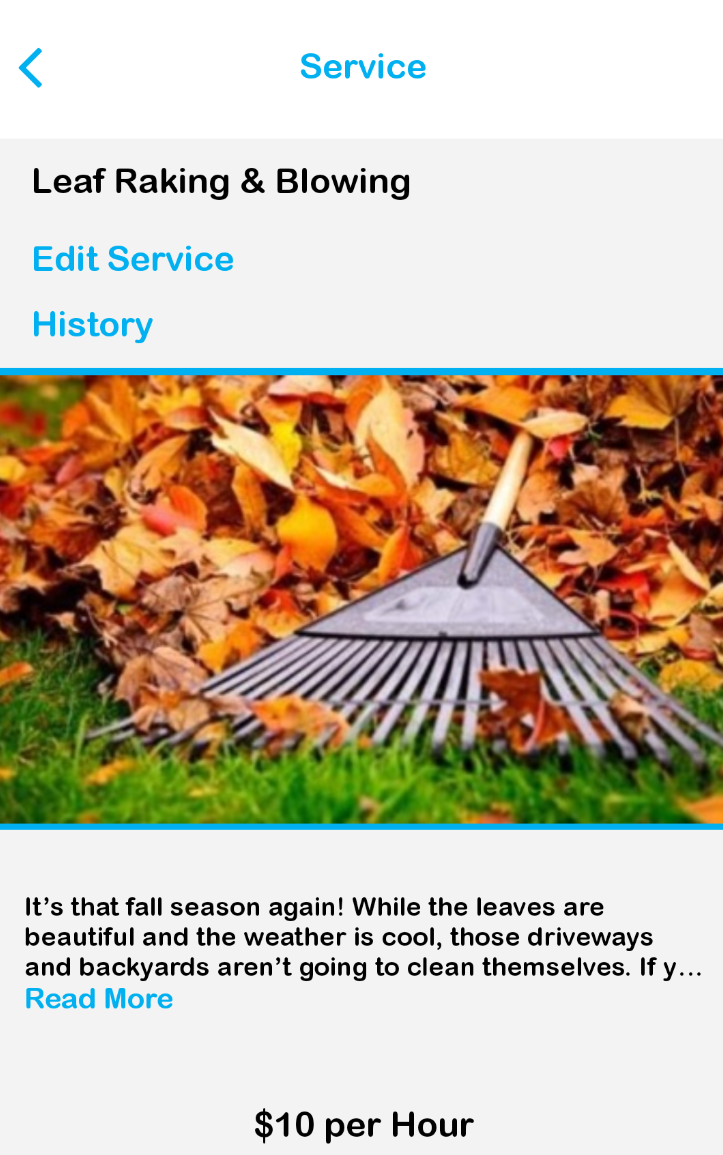 Service
Leaf Raking & Blowing
Edit Service
History
It’s that fall season again! While the leaves are
beautiful and the weather is cool, those driveways
and backyards aren’t going to clean themselves. If y...
Read More
$10 per Hour